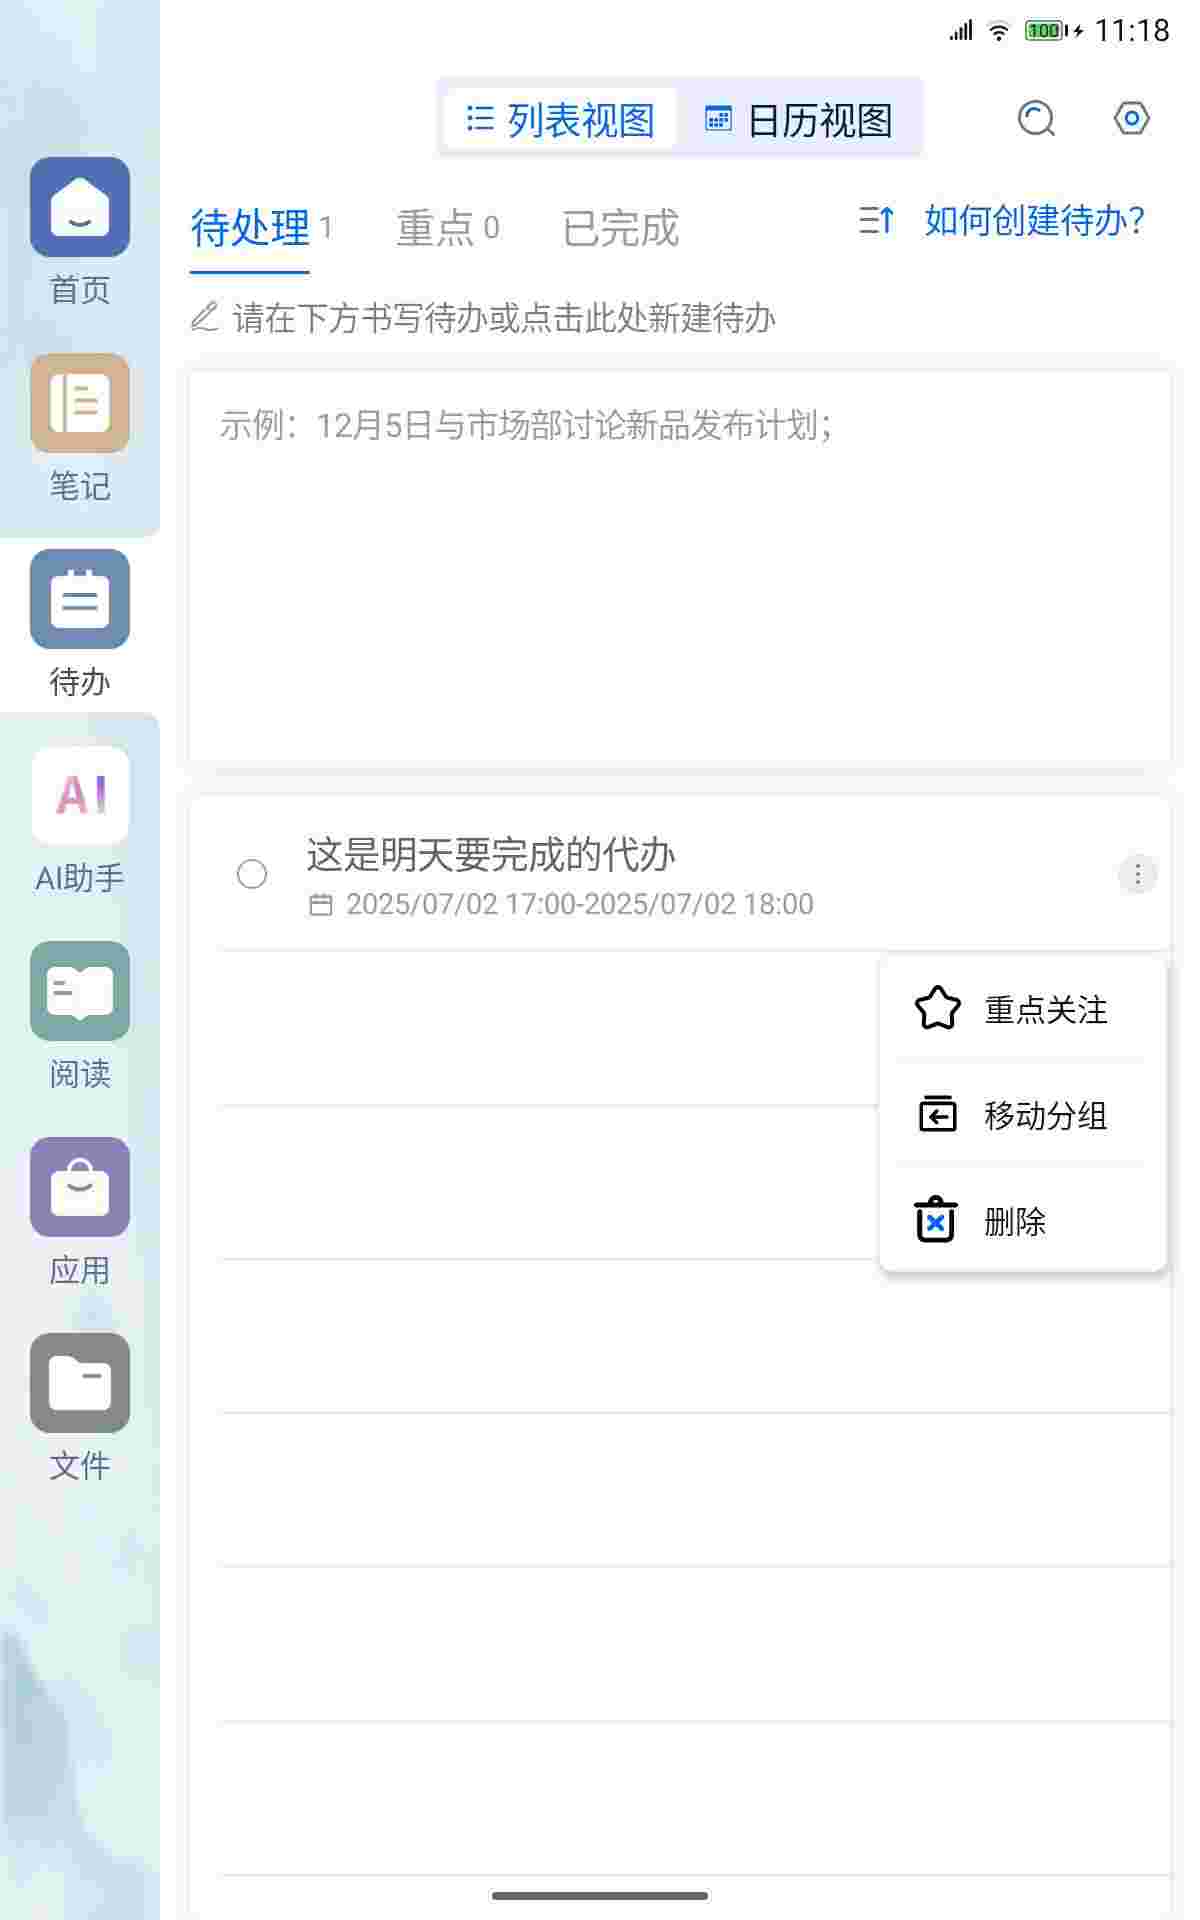 100 11:18
列表视图 日历视图
待处理 1 重点 0 已完成 如何创建待办?
请在下方书写待办或点击此处新建待办
示例：12月5日与市场部讨论新品发布计划；
这是明天要完成的代办
2025/07/02 17:00-2025/07/02 18:00
重点关注
移动分组
删除
首页
笔记
待办
AI
AI助手
阅读
应用
文件